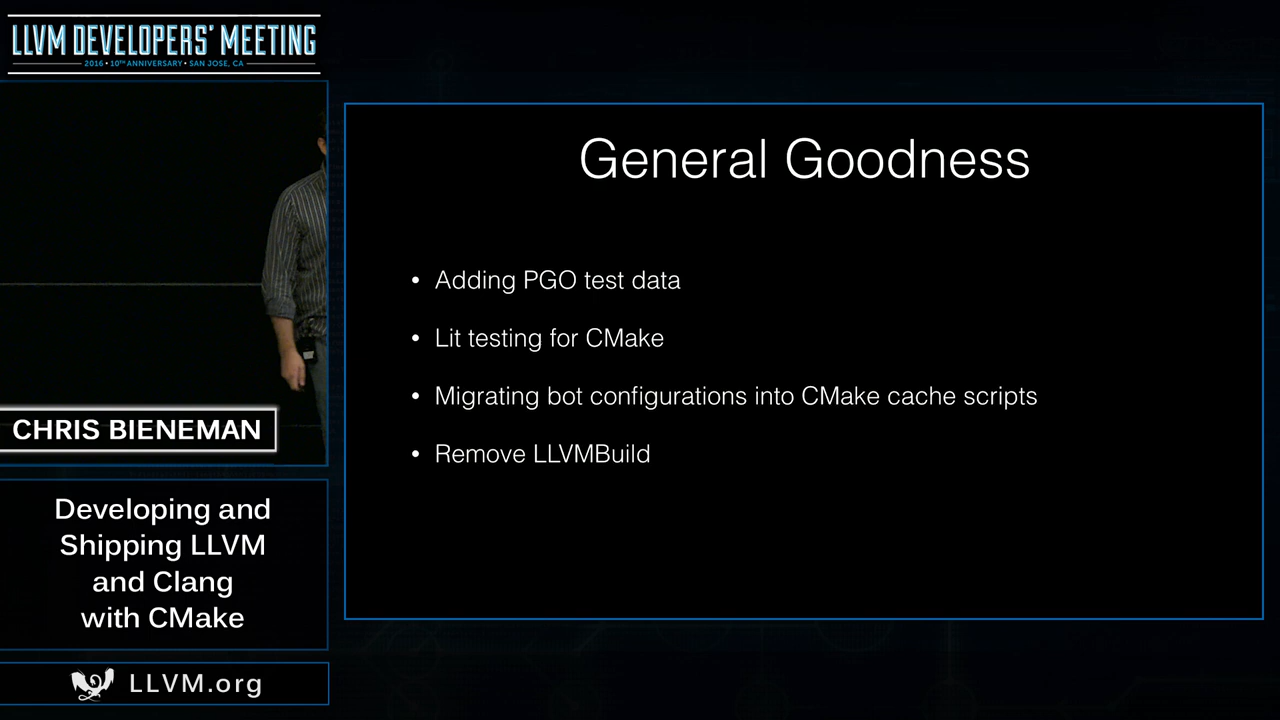 LLVM DEVELOPERS' MEETING
2016 • 10TH ANNIVERSARY • SAN JOSE, CA
General Goodness
• Adding PGO test data
• Lit testing for CMake
• Migrating bot configurations into CMake cache scripts
• Remove LLVMBuild
CHRIS BIENEMAN
Developing and
Shipping LLVM
and Clang
with CMake
LLVM.org